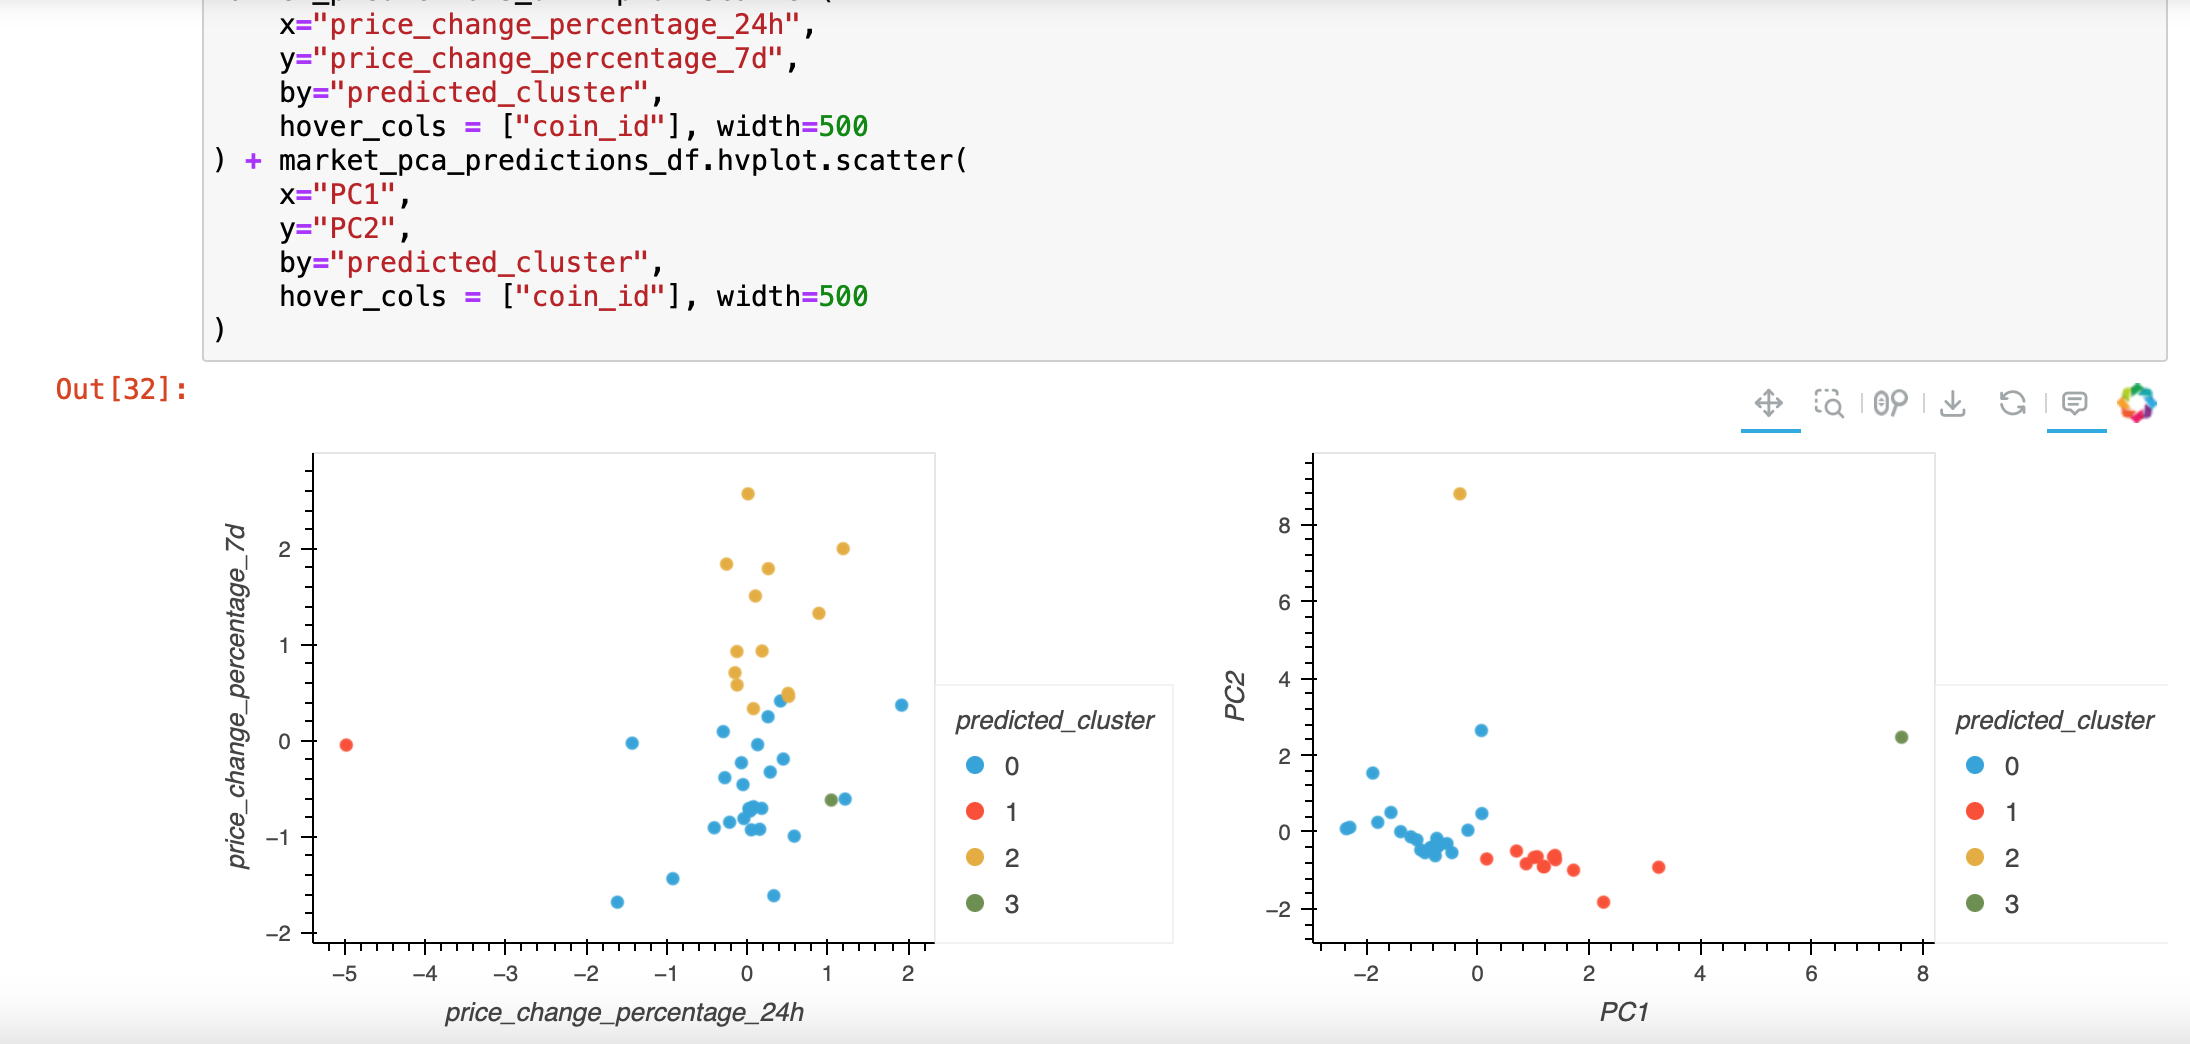 x="price_change_percentage_24h",
y="price_change_percentage_7d",
by="predicted_cluster",
hover_cols = ["coin_id"], width=500
) + market_pca_predictions_df.hvplot.scatter(
x="PC1",
y="PC2",
by="predicted_cluster",
hover_cols = ["coin_id"], width=500
)
Out[32]:
price_change_percentage_7d
2
1
0
−1
−2
−5 −4 −3 −2 −1 0 1 2
price_change_percentage_24h
predicted_cluster
0
1
2
3
PC2
8
6
4
2
0
−2
−2 0 2 4 6 8
PC1
predicted_cluster
0
1
2
3